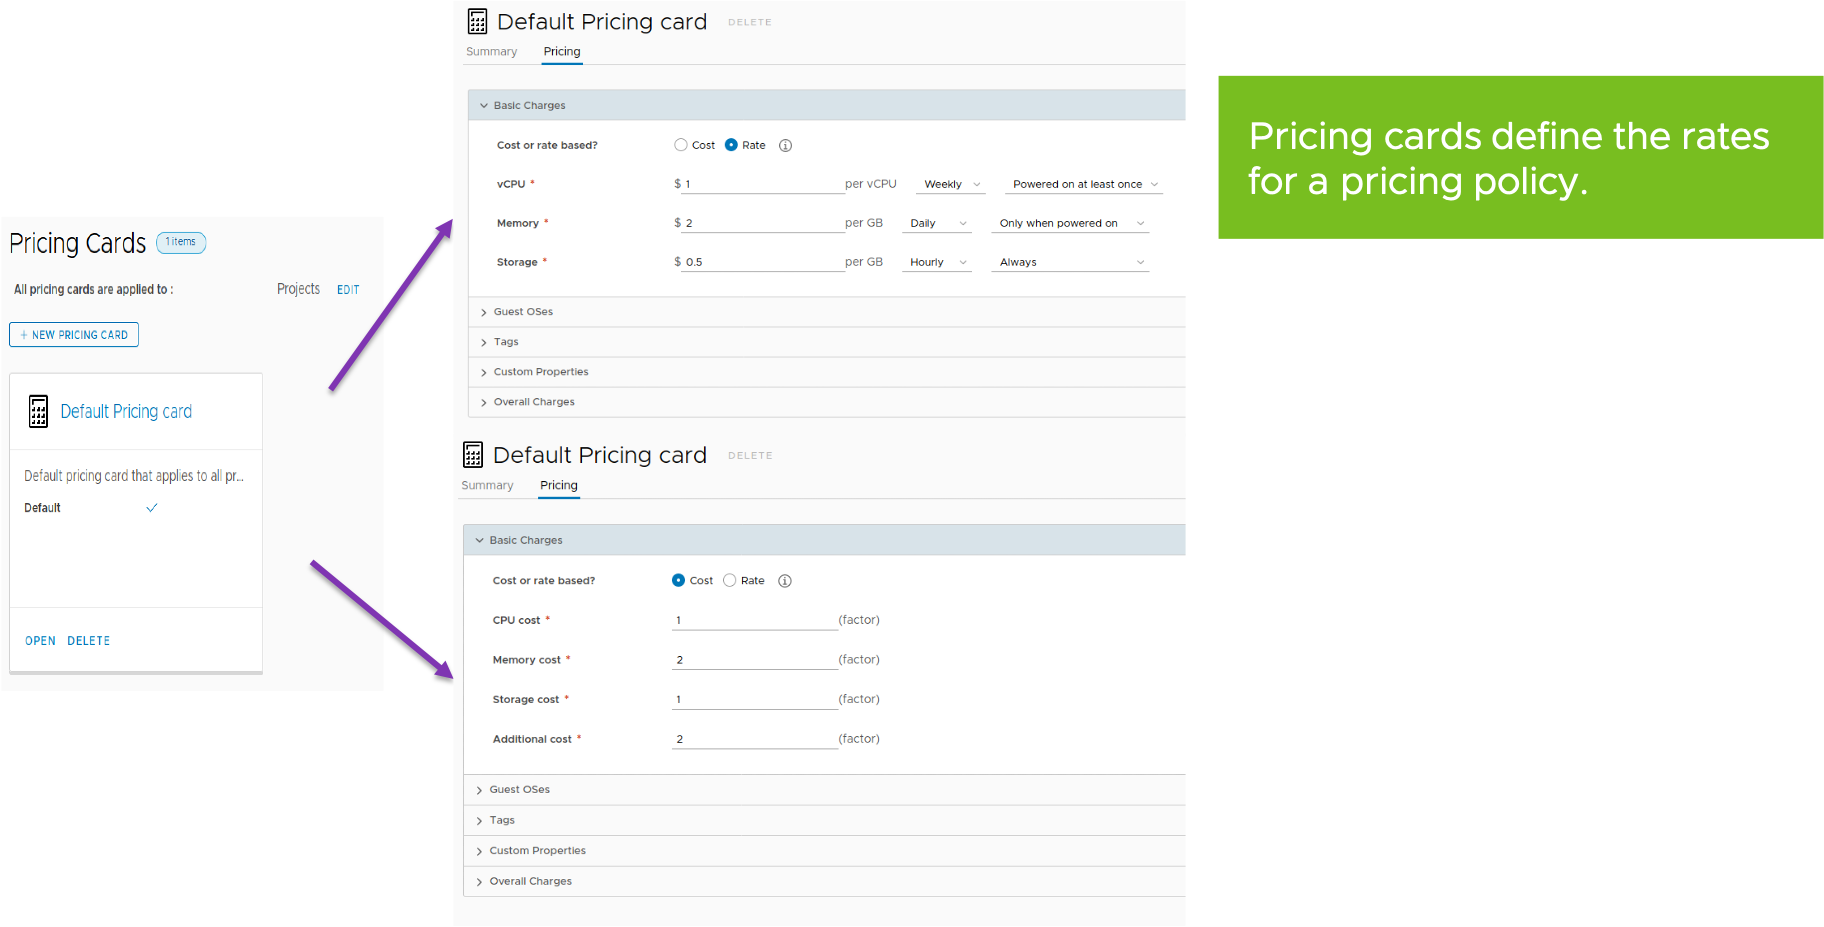 Pricing Cards 1 items
All pricing cards are applied to : Projects EDIT
+ NEW PRICING CARD
Default Pricing card
Default pricing card that applies to all pr...
Default
OPEN DELETE
Default Pricing card DELETE
Summary Pricing
Basic Charges
Cost or rate based? Cost Rate
vCPU * $ 1 per vCPU Weekly Powered on at least once
Memory * $ 2 per GB Daily Only when powered on
Storage * $ 0.5 per GB Hourly Always
Guest OSes
Tags
Custom Properties
Overall Charges
Default Pricing card DELETE
Summary Pricing
Basic Charges
Cost or rate based? Cost Rate
CPU cost * 1 (factor)
Memory cost * 2 (factor)
Storage cost * 1 (factor)
Additional cost * 2 (factor)
Guest OSes
Tags
Custom Properties
Overall Charges
Pricing cards define the rates
for a pricing policy.